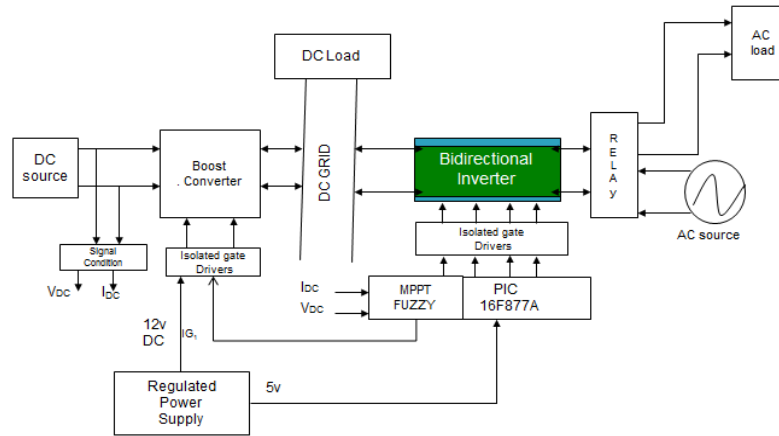 AC
load
DC Load
DC
source
Boost
. Converter
DC GRID
Bidirectional
Inverter
R
E
L
A
y
AC source
Signal
Condition
VDC
IDC
Isolated gate
Drivers
Isolated gate
Drivers
IDC
VDC
MPPT
FUZZY
PIC
16F877A
12v
DC
IG1
Regulated
Power
Supply
5v